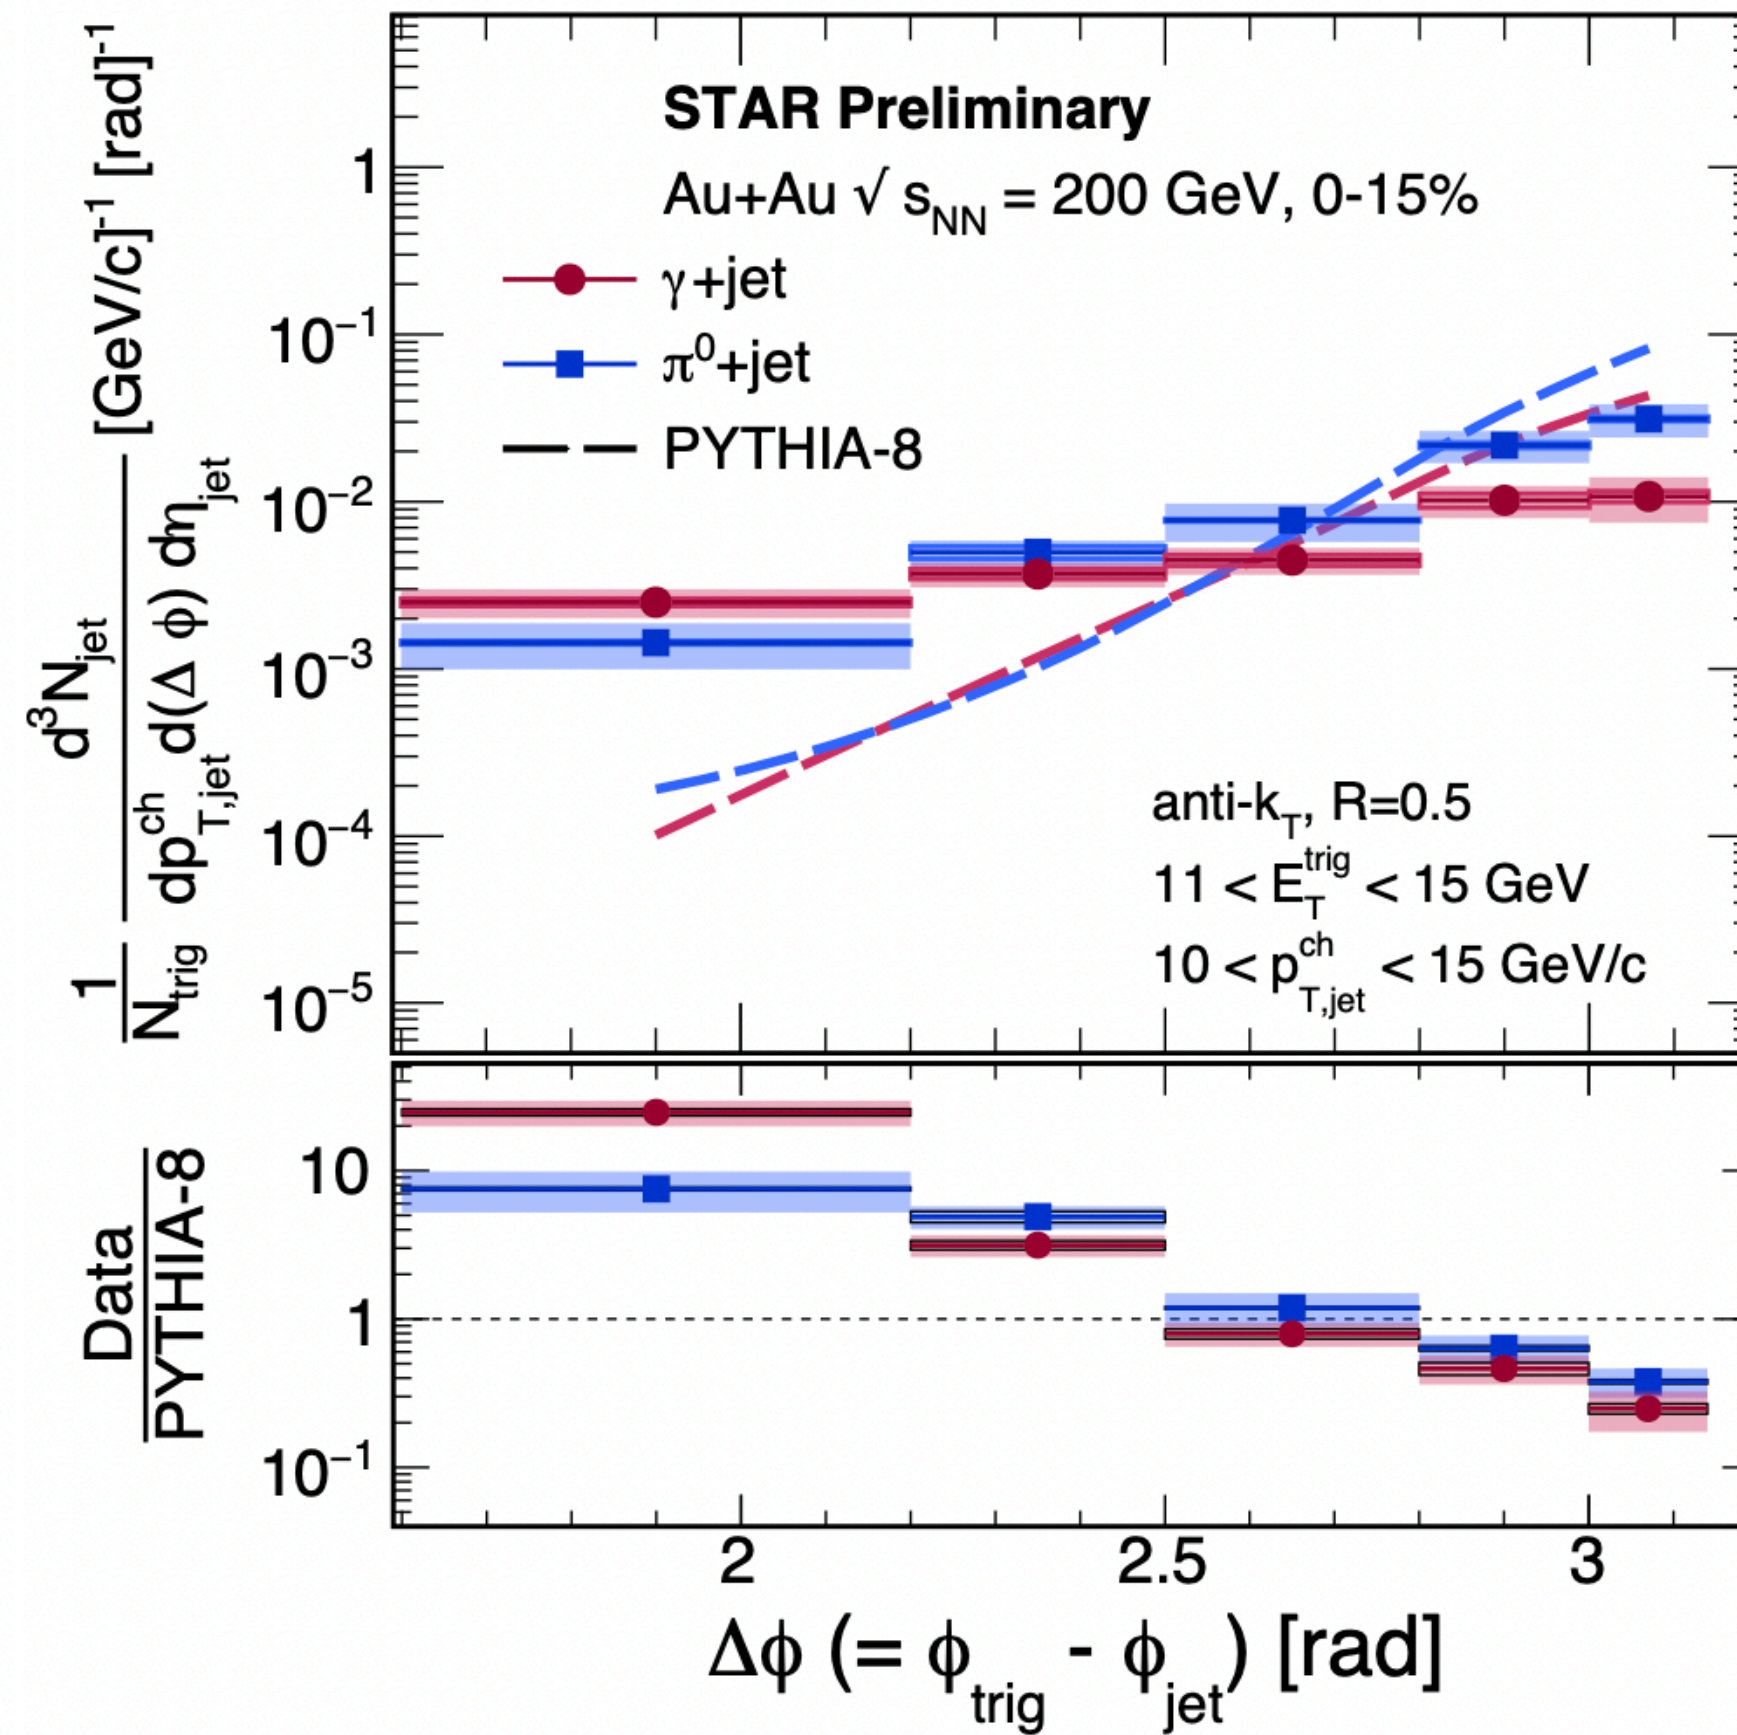 STAR Preliminary
Au+Au √ s_NN = 200 GeV, 0-15%
γ+jet
π⁰+jet
PYTHIA-8
anti-k_T, R=0.5
11 < E_T^trig < 15 GeV
10 < p_T,jet^ch < 15 GeV/c
1/N_trig d³N_jet/dp_T,jet^ch d(Δ ϕ) dη_jet [GeV/c]⁻¹ [rad]⁻¹
1
10⁻¹
10⁻²
10⁻³
10⁻⁴
10⁻⁵
Data
PYTHIA-8
10
1
10⁻¹
2 2.5 3
Δϕ (= ϕ_trig - ϕ_jet) [rad]